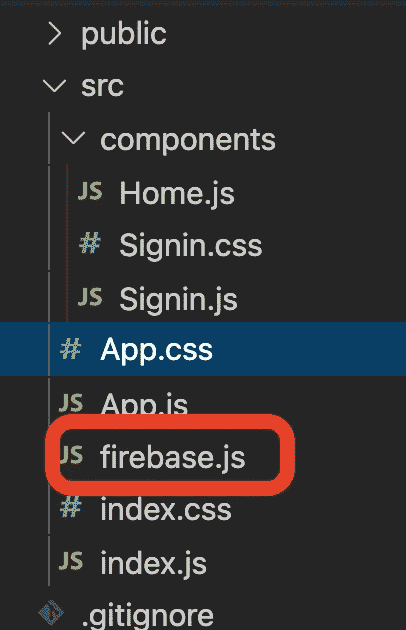 public
src
components
JS Home.js
# Signin.css
JS Signin.js
# App.css
JS App.js
JS firebase.js
# index.css
JS index.js
.gitignore